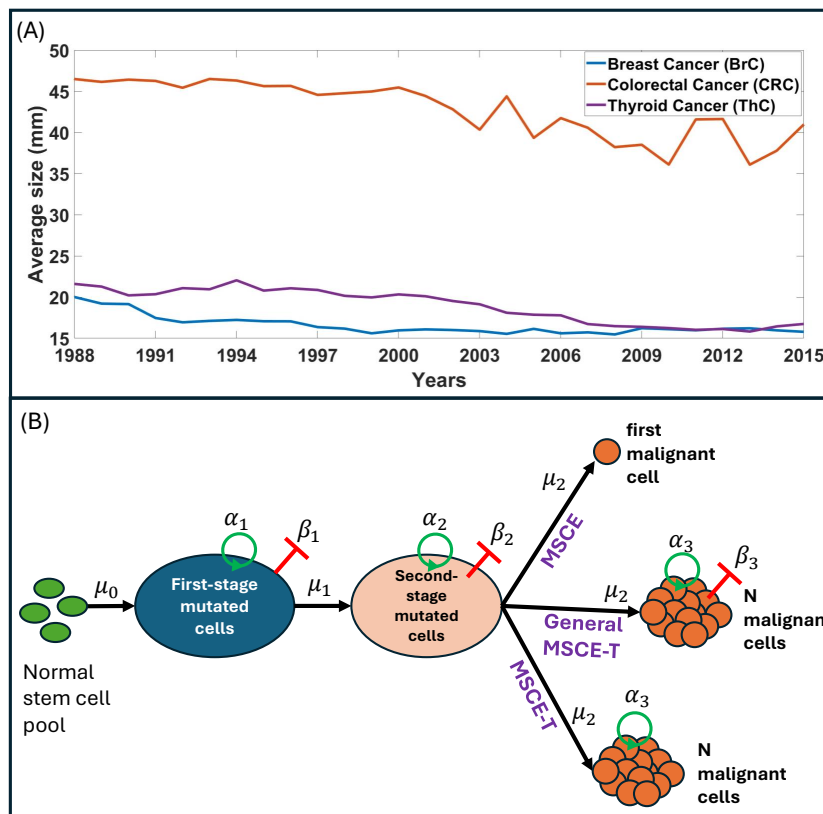 (A)
50
45
40
35
30
25
20
15
Average size (mm)
Breast Cancer (BrC)
Colorectal Cancer (CRC)
Thyroid Cancer (ThC)
1988 1991 1994 1997 2000 2003 2006 2009 2012 2015
Years
(B)
Normal
stem cell
pool
μ0
α1
β1
First-stage
mutated
cells
μ1
α2
β2
Second-
stage
mutated
cells
μ2
MSCE
first
malignant
cell
μ2
General
MSCE-T
α3
β3
N
malignant
cells
μ2
MSCE-T
α3
N
malignant
cells